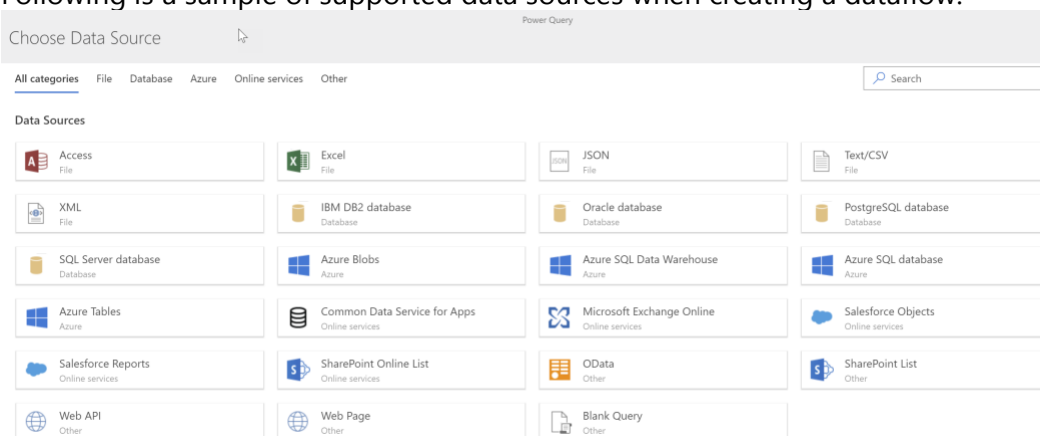 Following is a sample of supported data sources when creating a dataflow:
Power Query
Choose Data Source
All categories File Database Azure Online services Other
Search
Data Sources
Access
File
Excel
File
JSON
JSON
File
Text/CSV
File
XML
File
IBM DB2 database
Database
Oracle database
Database
PostgreSQL database
Database
SQL Server database
Database
Azure Blobs
Azure
Azure SQL Data Warehouse
Azure
Azure SQL database
Azure
Azure Tables
Azure
Common Data Service for Apps
Online services
Microsoft Exchange Online
Online services
Salesforce Objects
Online services
Salesforce Reports
Online services
SharePoint Online List
Online services
OData
Other
SharePoint List
Other
Web API
Other
Web Page
Other
Blank Query
Other